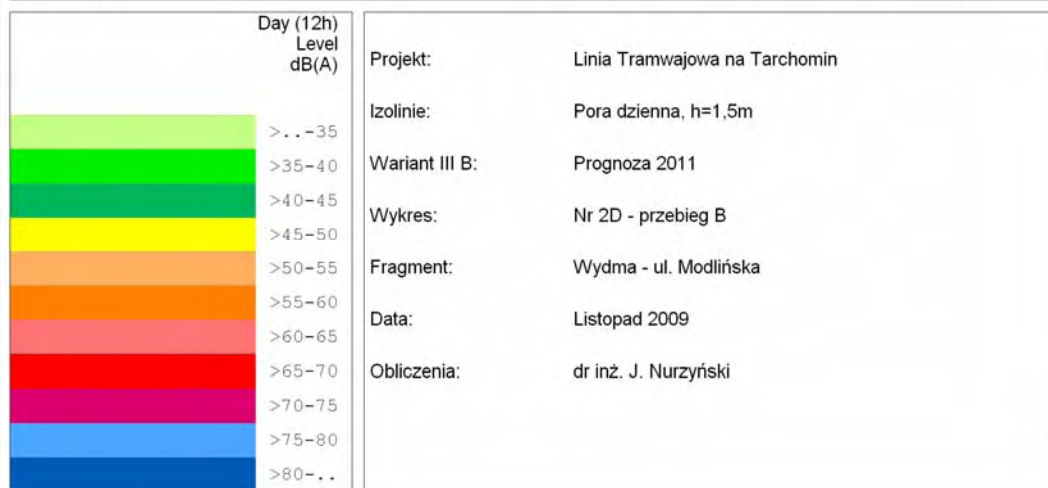 Day (12h)
Level
dB(A)
>..-35
>35-40
>40-45
>45-50
>50-55
>55-60
>60-65
>65-70
>70-75
>75-80
>80-..
Projekt: Linia Tramwajowa na Tarchomin
Izolinie: Pora dzienna, h=1,5m
Wariant III B: Prognoza 2011
Wykres: Nr 2D - przebieg B
Fragment: Wydma - ul. Modlińska
Data: Listopad 2009
Obliczenia: dr inż. J. Nurzyński